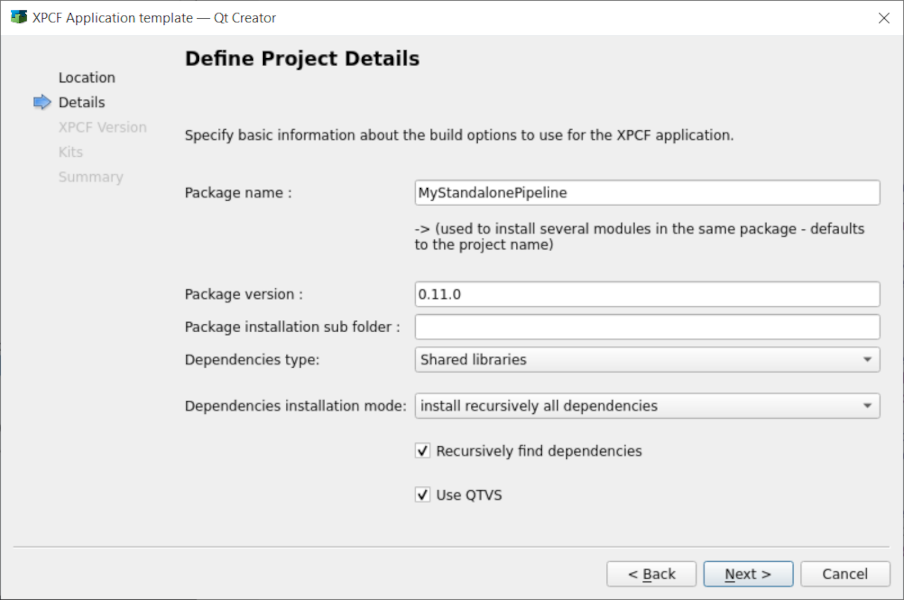 XPCF Application template — Qt Creator
Define Project Details
Location
Details
XPCF Version
Kits
Summary
Specify basic information about the build options to use for the XPCF application.
Package name :
MyStandalonePipeline
-> (used to install several modules in the same package - defaults
to the project name)
Package version :
0.11.0
Package installation sub folder :
Dependencies type:
Shared libraries
Dependencies installation mode:
install recursively all dependencies
Recursively find dependencies
Use QTVS
< Back
Next >
Cancel